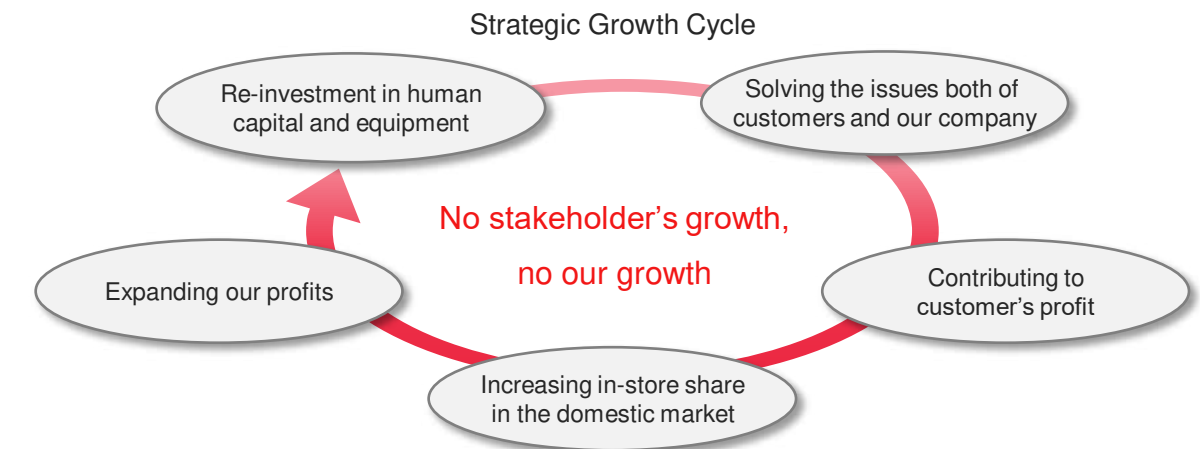 Strategic Growth Cycle
Re-investment in human
capital and equipment
Solving the issues both of
customers and our company
No stakeholder’s growth,
no our growth
Expanding our profits
Contributing to
customer’s profit
Increasing in-store share
in the domestic market